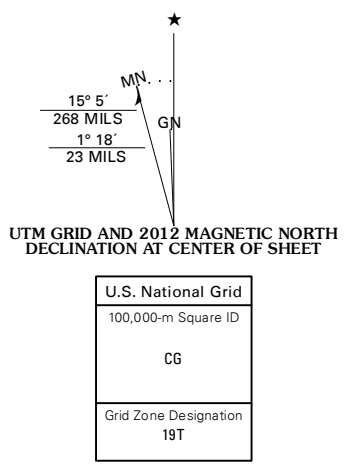 MN
15° 5´
268 MILS
GN
1° 18´
23 MILS
UTM GRID AND 2012 MAGNETIC NORTH
DECLINATION AT CENTER OF SHEET
U.S. National Grid
100,000-m Square ID
CG
Grid Zone Designation
19T